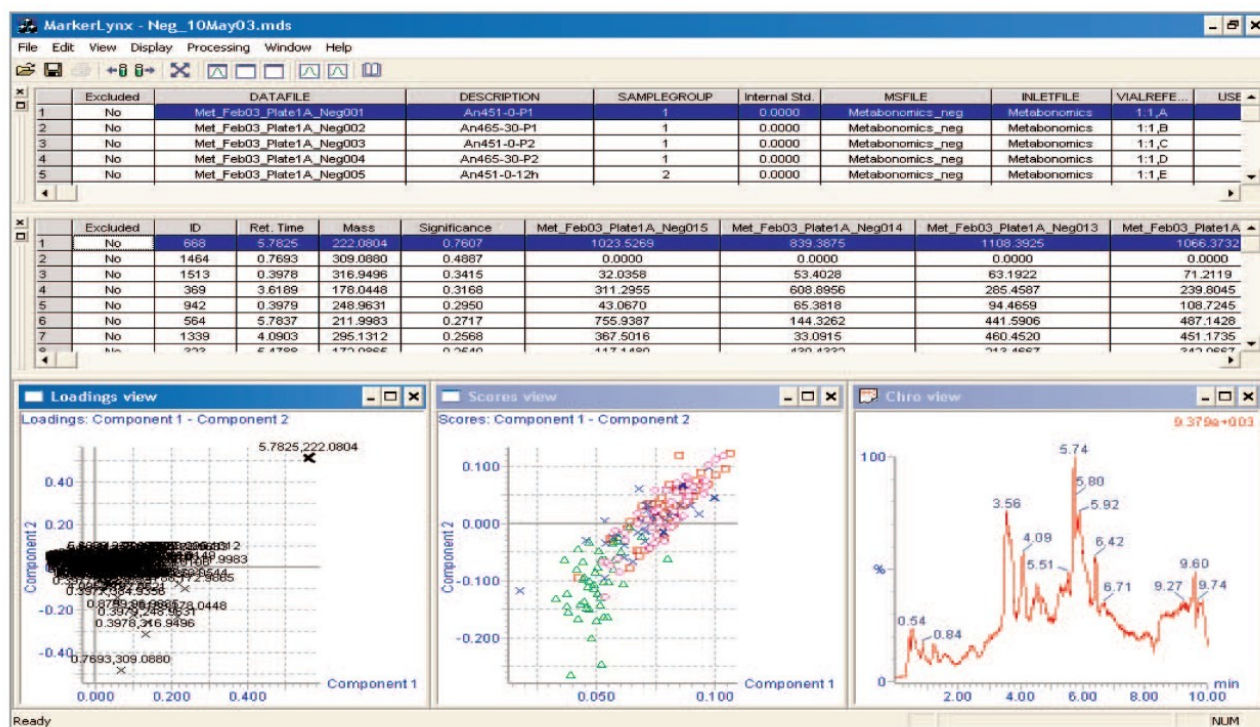 MarkerLynx - Neg_10May03.mds
File Edit View Display Processing Window Help
Excluded DATAFILE DESCRIPTION SAMPLEGROUP Internal Std. MSFILE INLETFILE VIALREFE... USE
1 No Met_Feb03_Plate1A_Neg001 An451-0-P1 1 0.0000 Metabonomics_neg Metabonomics 1:1,A
2 No Met_Feb03_Plate1A_Neg002 An465-30-P1 1 0.0000 Metabonomics_neg Metabonomics 1:1,B
3 No Met_Feb03_Plate1A_Neg003 An451-0-P2 1 0.0000 Metabonomics_neg Metabonomics 1:1,C
4 No Met_Feb03_Plate1A_Neg004 An465-30-P2 1 0.0000 Metabonomics_neg Metabonomics 1:1,D
5 No Met_Feb03_Plate1A_Neg005 An451-0-12h 2 0.0000 Metabonomics_neg Metabonomics 1:1,E
Excluded ID Ret. Time Mass Significance Met_Feb03_Plate1A_Neg015 Met_Feb03_Plate1A_Neg014 Met_Feb03_Plate1A_Neg013 Met_Feb03_Plate1A
1 No 668 5.7825 222.0804 0.7607 1023.5269 839.3875 1108.3925 1066.3732
2 No 1464 0.7693 309.0880 0.4887 0.0000 0.0000 0.0000 0.0000
3 No 1513 0.3978 316.9496 0.3415 32.0358 53.4028 63.1922 71.2119
4 No 369 3.6189 178.0448 0.3168 311.2955 608.8956 285.4587 239.8045
5 No 942 0.3979 248.9631 0.2950 43.0670 65.3818 94.4659 108.7245
6 No 564 5.7837 211.9983 0.2717 755.9387 144.3262 441.5906 487.1428
7 No 1339 4.0903 295.1312 0.2568 367.5016 33.0915 460.4520 451.1735
Loadings view
Loadings: Component 1 - Component 2
5.7825,222.0804
0.40
0.20
Component 2
-0.20
0.3979,248.9631
0.3978,316.9496
-0.40
0.7693,309.0880
0.000 0.200 0.400 Component 1
Scores view
Scores: Component 1 - Component 2
0.100
0.000
-0.100
-0.200
Component 2
0.050 0.100 Component 1
Chro view
9.379e+003
100
%
0
5.74
5.80
3.56
5.92
4.09
6.42
5.51
9.60
6.71
9.27
9.74
0.54
0.84
2.00 4.00 6.00 8.00 10.00 min
Ready NUM